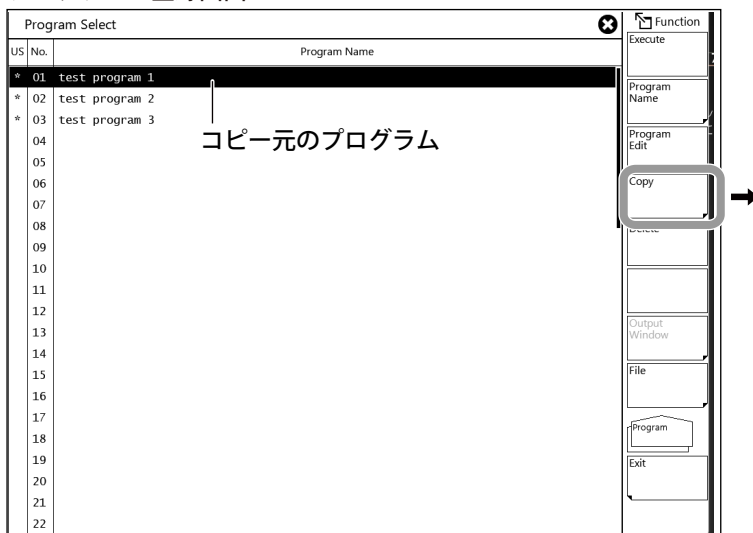 Program Select
Function
US No. Program Name
* 01 test program 1
* 02 test program 2
* 03 test program 3
04
05
06
07
08
09
10
11
12
13
14
15
16
17
18
19
20
21
22
コピー元のプログラム
Execute
Program
Name
Program
Edit
Copy
Delete
Output
Window
File
Program
Exit